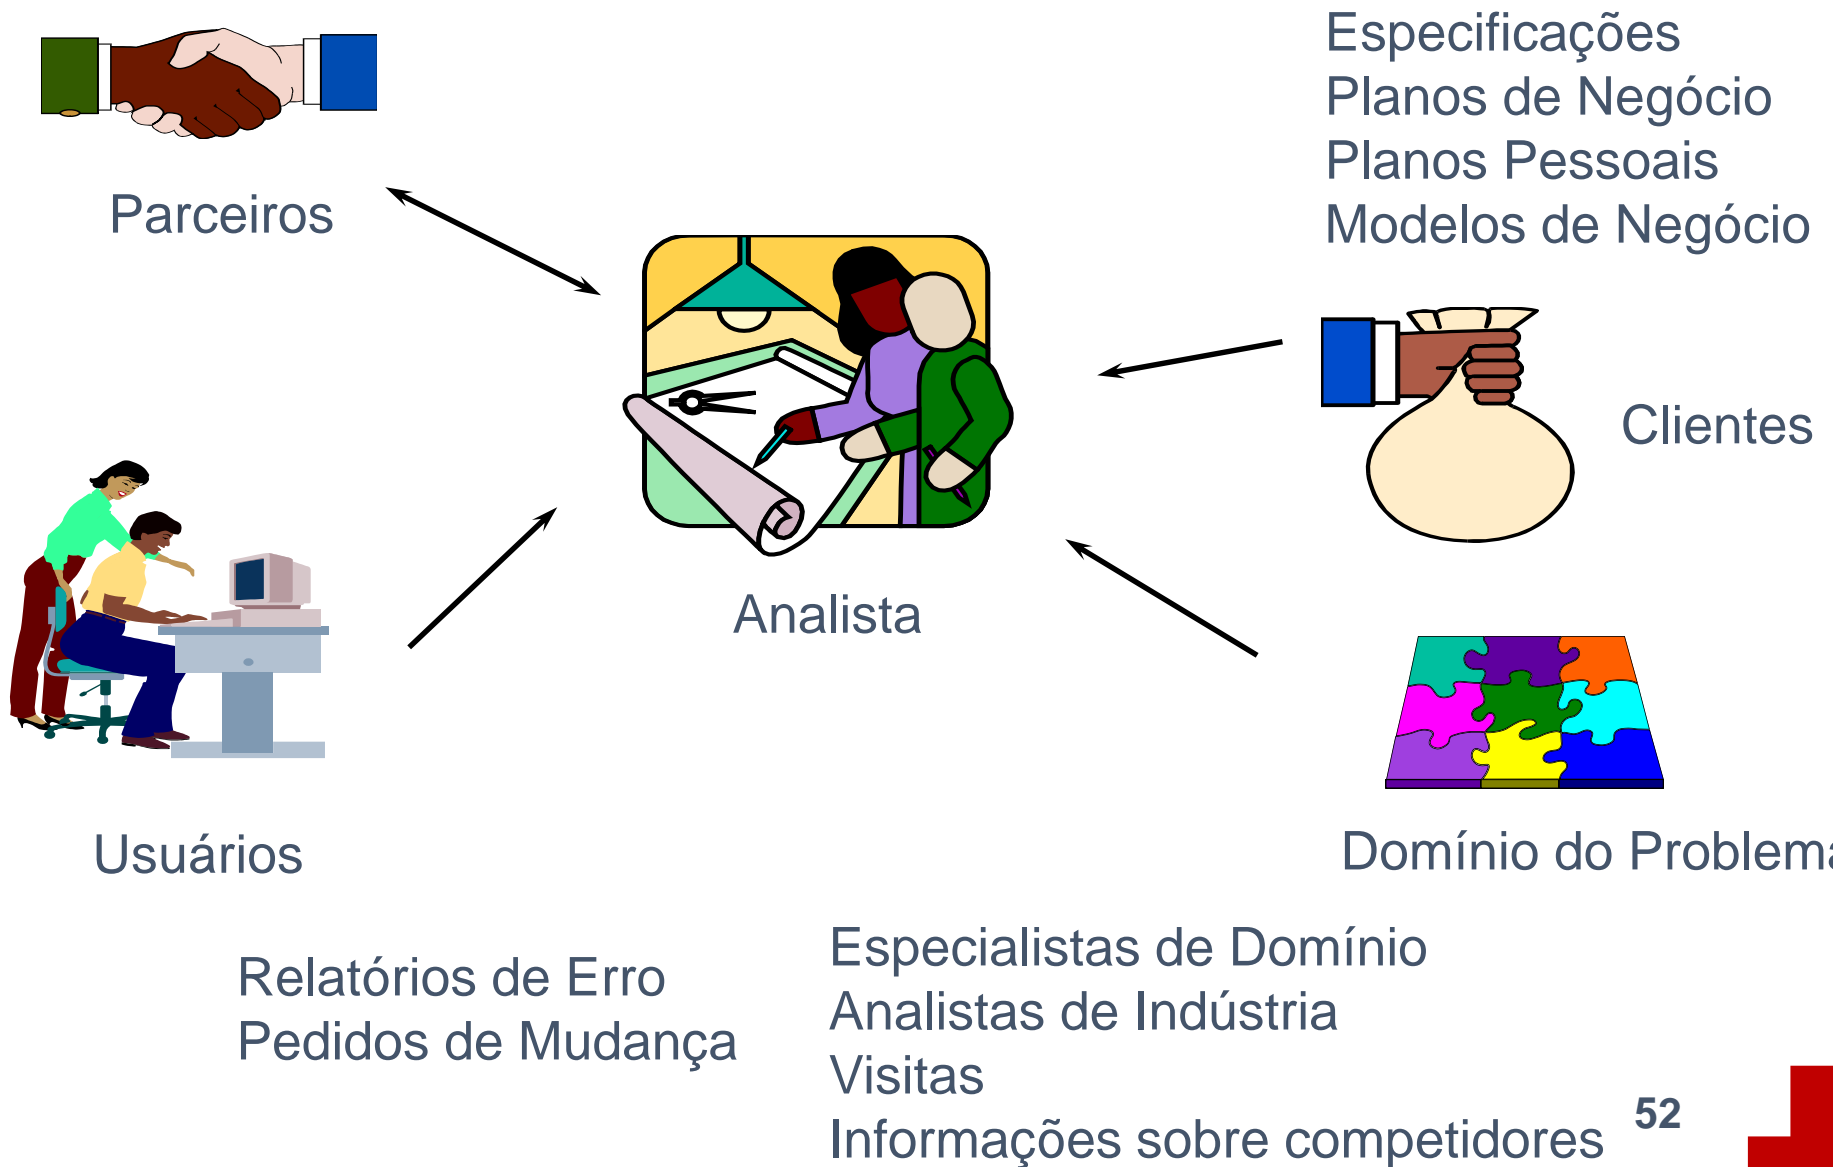 Especificações
Planos de Negócio
Planos Pessoais
Modelos de Negócio
Parceiros
Clientes
Analista
Usuários
Domínio do Problema
Relatórios de Erro
Pedidos de Mudança
Especialistas de Domínio
Analistas de Indústria
Visitas
Informações sobre competidores
52